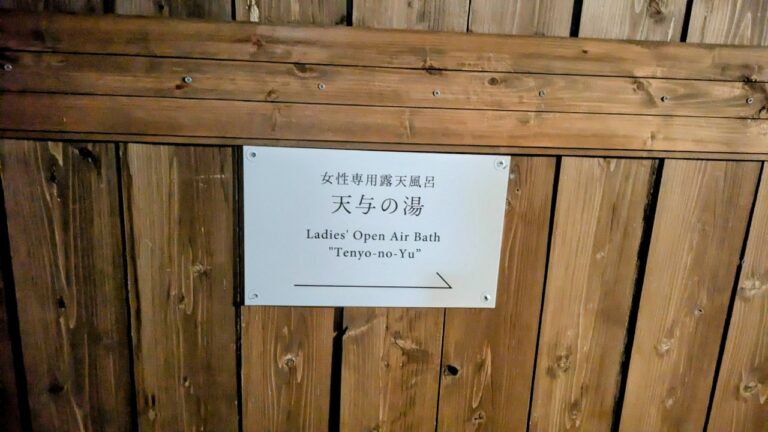 女性専用露天風呂
天与の湯
Ladies' Open Air Bath
"Tenyo-no-Yu"